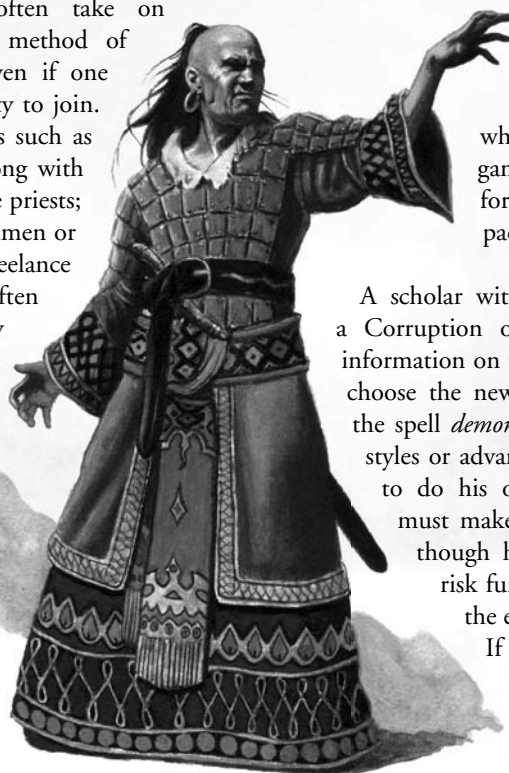 often take on
method of
ven if one
ty to join.
s such as
ong with
e priests;
men or
eelance
ften
wh
gan
for
pac
A scholar wit
a Corruption o
information on
choose the new
the spell demon
styles or advan
to do his o
must make
though h
risk fur
the e
If